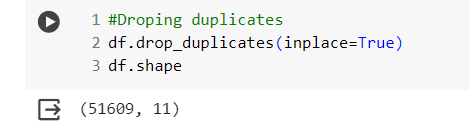 1 #Droping duplicates
2 df.drop_duplicates(inplace=True)
3 df.shape
(51609, 11)